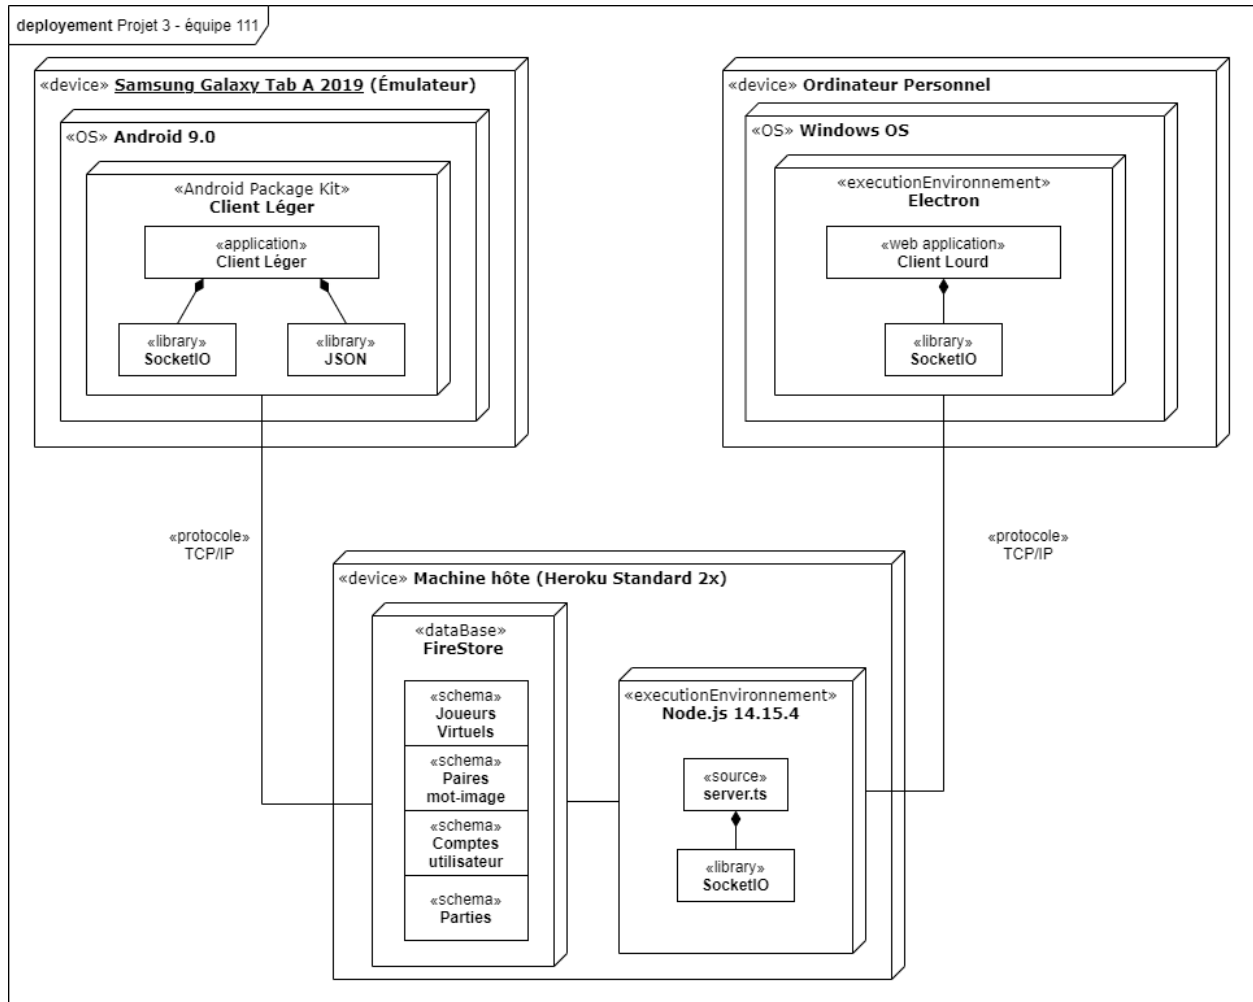 deployement Projet 3 - équipe 111
«device» Samsung Galaxy Tab A 2019 (Émulateur)
«OS» Android 9.0
«Android Package Kit»
Client Léger
«application»
Client Léger
«library»
SocketIO
«library»
JSON
«device» Ordinateur Personnel
«OS» Windows OS
«executionEnvironnement»
Electron
«web application»
Client Lourd
«library»
SocketIO
«protocole»
TCP/IP
«protocole»
TCP/IP
«device» Machine hôte (Heroku Standard 2x)
«dataBase»
FireStore
«schema»
Joueurs
Virtuels
«schema»
Paires
mot-image
«schema»
Comptes
utilisateur
«schema»
Parties
«executionEnvironnement»
Node.js 14.15.4
«source»
server.ts
«library»
SocketIO